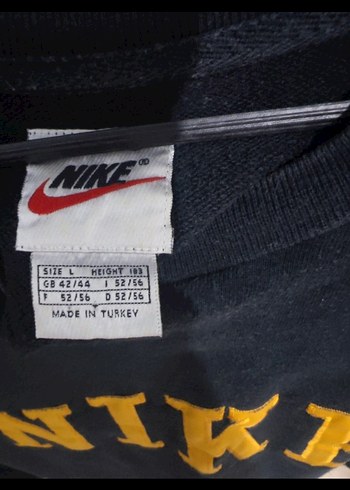 NIKE®
SIZE L HEIGHT 183
GB 42/44 I 52/56
F 52/56 D 52/56
MADE IN TURKEY
NIKE